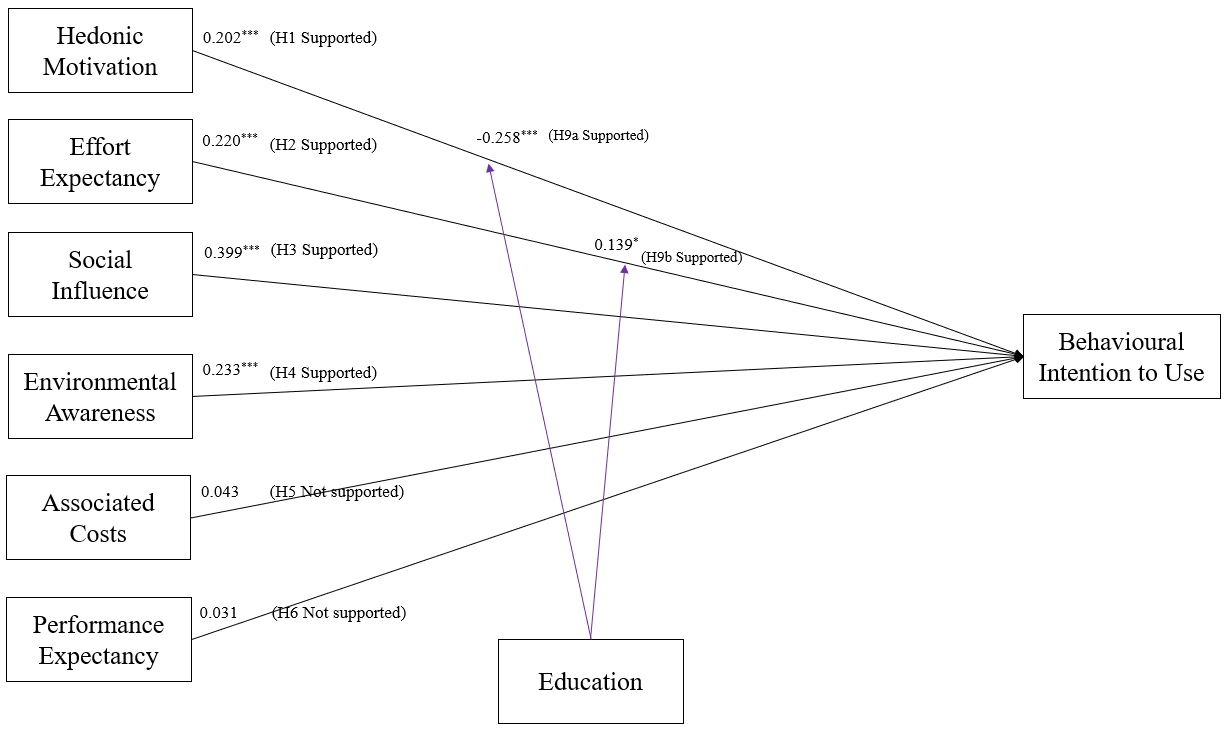 Hedonic
Motivation
0.202*** (H1 Supported)
-0.258*** (H9a Supported)
Effort
Expectancy
0.220*** (H2 Supported)
0.139*
(H9b Supported)
Social
Influence
0.399*** (H3 Supported)
Environmental
Awareness
0.233*** (H4 Supported)
Behavioural
Intention to Use
Associated
Costs
0.043 (H5 Not supported)
Performance
Expectancy
0.031 (H6 Not supported)
Education